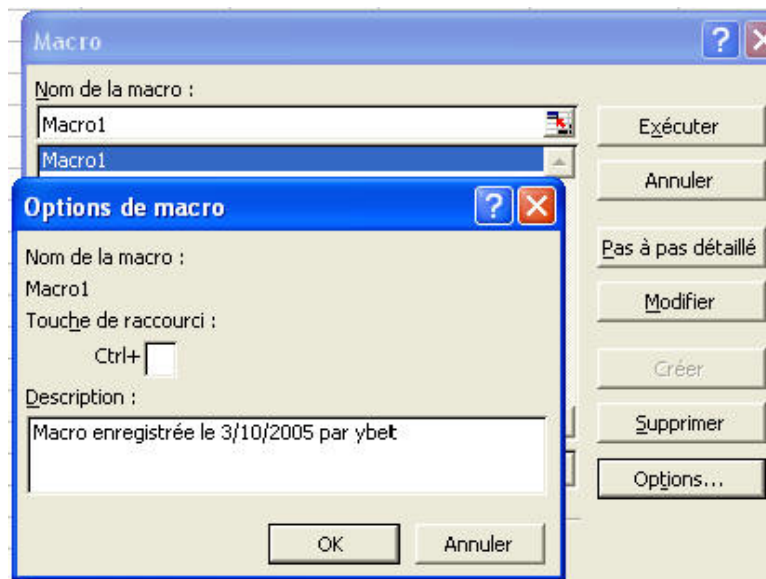 Macro
Nom de la macro :
Macro1
Macro1
Exécuter
Annuler
Pas à pas détaillé
Modifier
Créer
Supprimer
Options...
Options de macro
Nom de la macro :
Macro1
Touche de raccourci :
Ctrl+
Description :
Macro enregistrée le 3/10/2005 par ybet
OK
Annuler